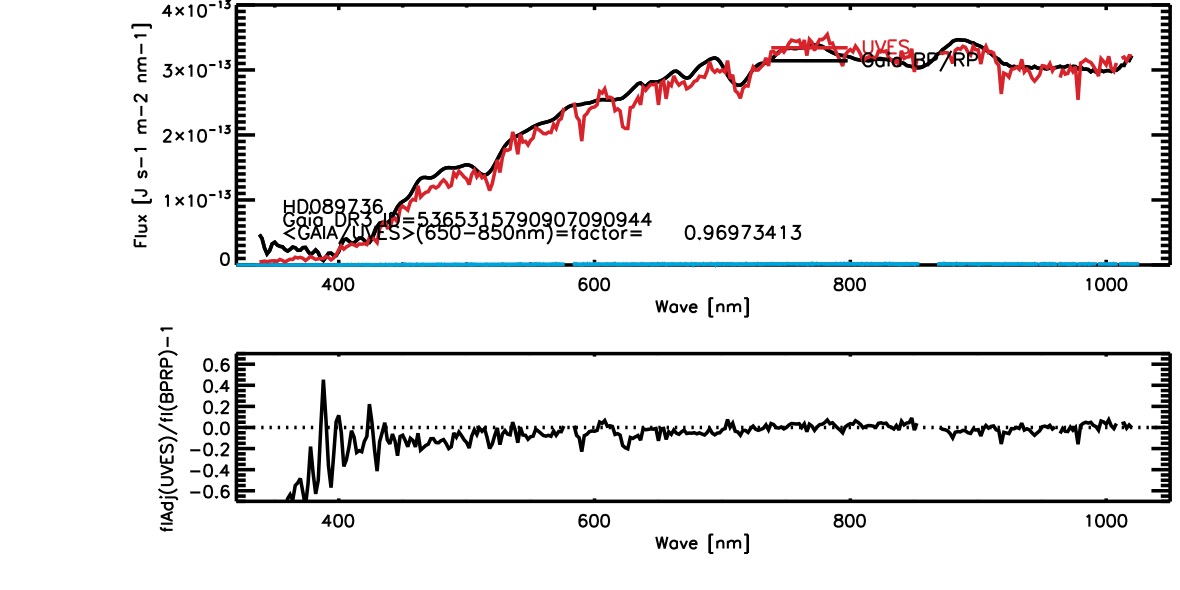 4×10−13
3×10−13
2×10−13
1×10−13
0
Flux [J s−1 m−2 nm−1]
UVES
Gaia BP/RP
HD089736
Gaia DR3 ID=5365315790907090944
<GAIA/UVES>(650−850nm)=factor= 0.96973413
400 600 800 1000
Wave [nm]
0.6
0.4
0.2
0.0
−0.2
−0.4
−0.6
flAdj(UVES)/fl(BPRP)−1
400 600 800 1000
Wave [nm]